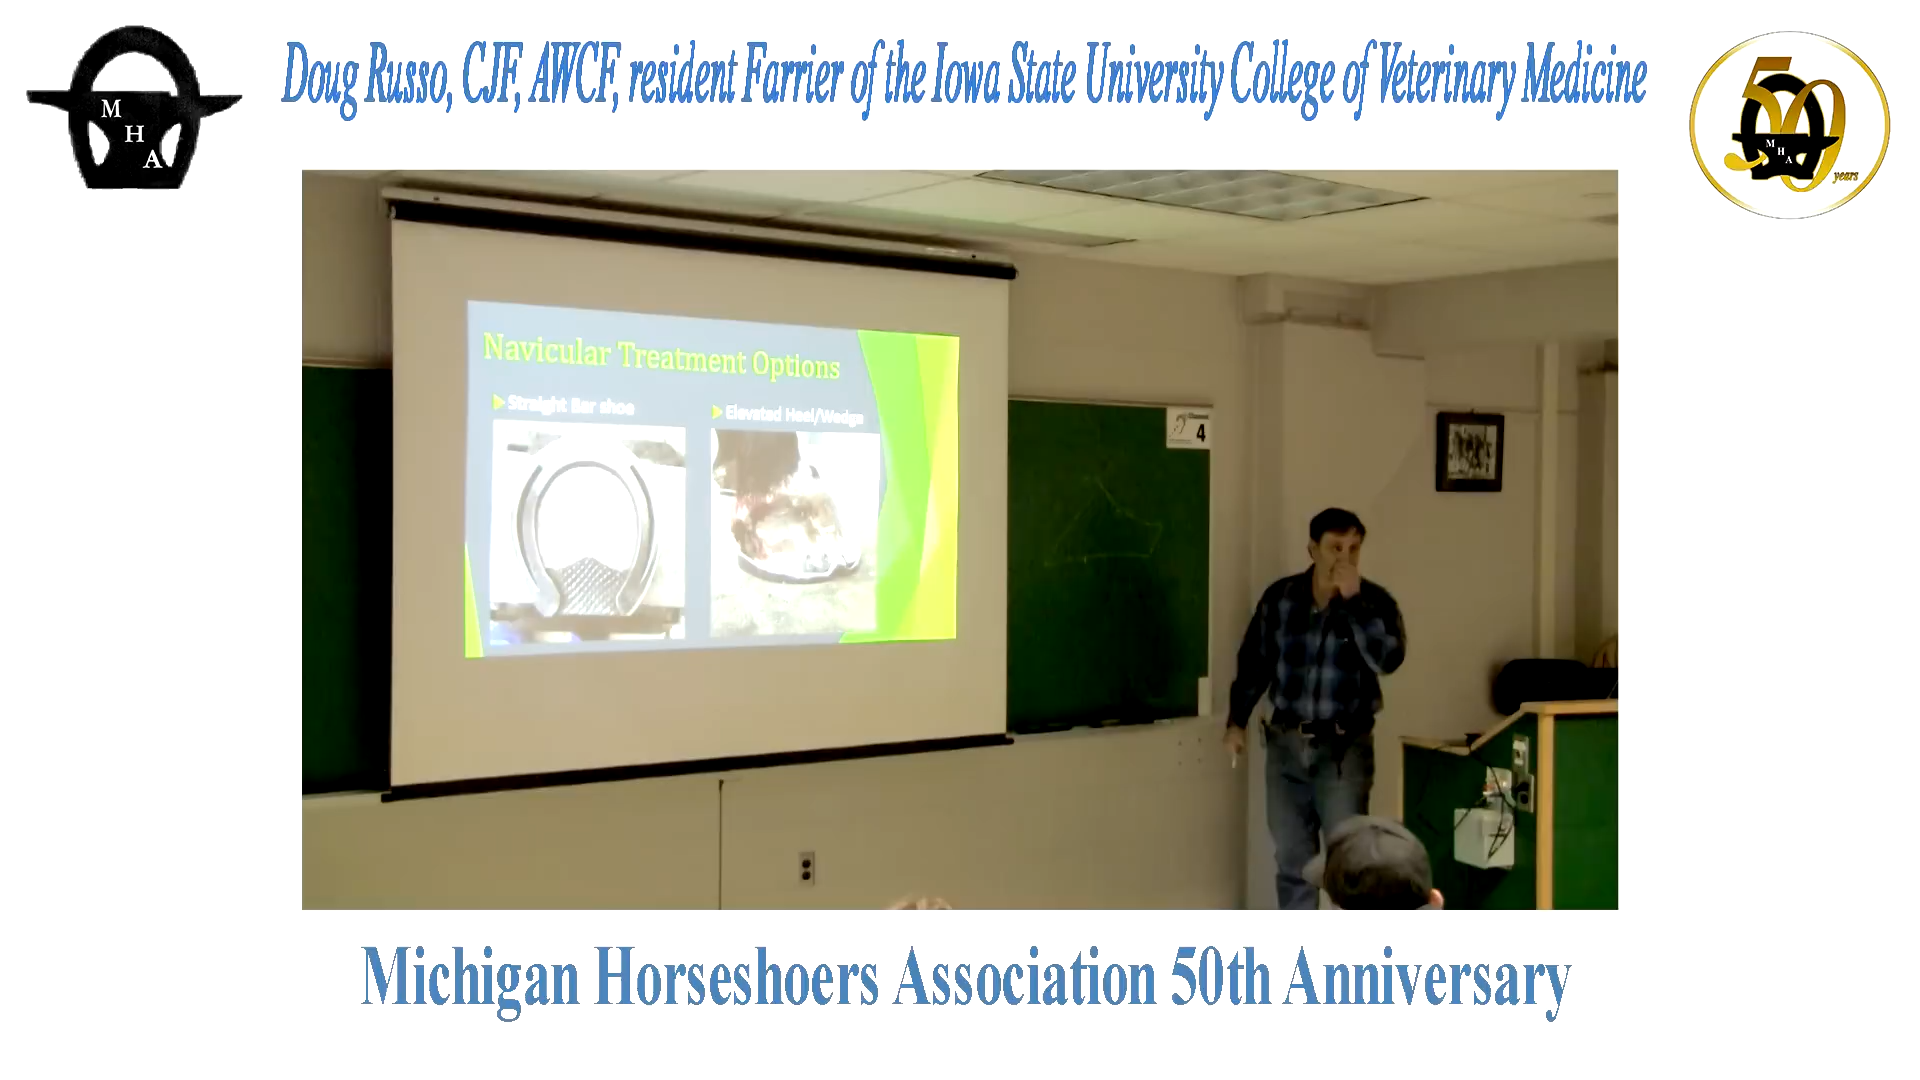 M
H
A
Doug Russo, CJF, AWCF, resident Farrier of the Iowa State University College of Veterinary Medicine
50
M
H
A
years
Navicular Treatment Options
Straight Bar shoe
Elevated Heel/Wedge
4
Michigan Horseshoers Association 50th Anniversary